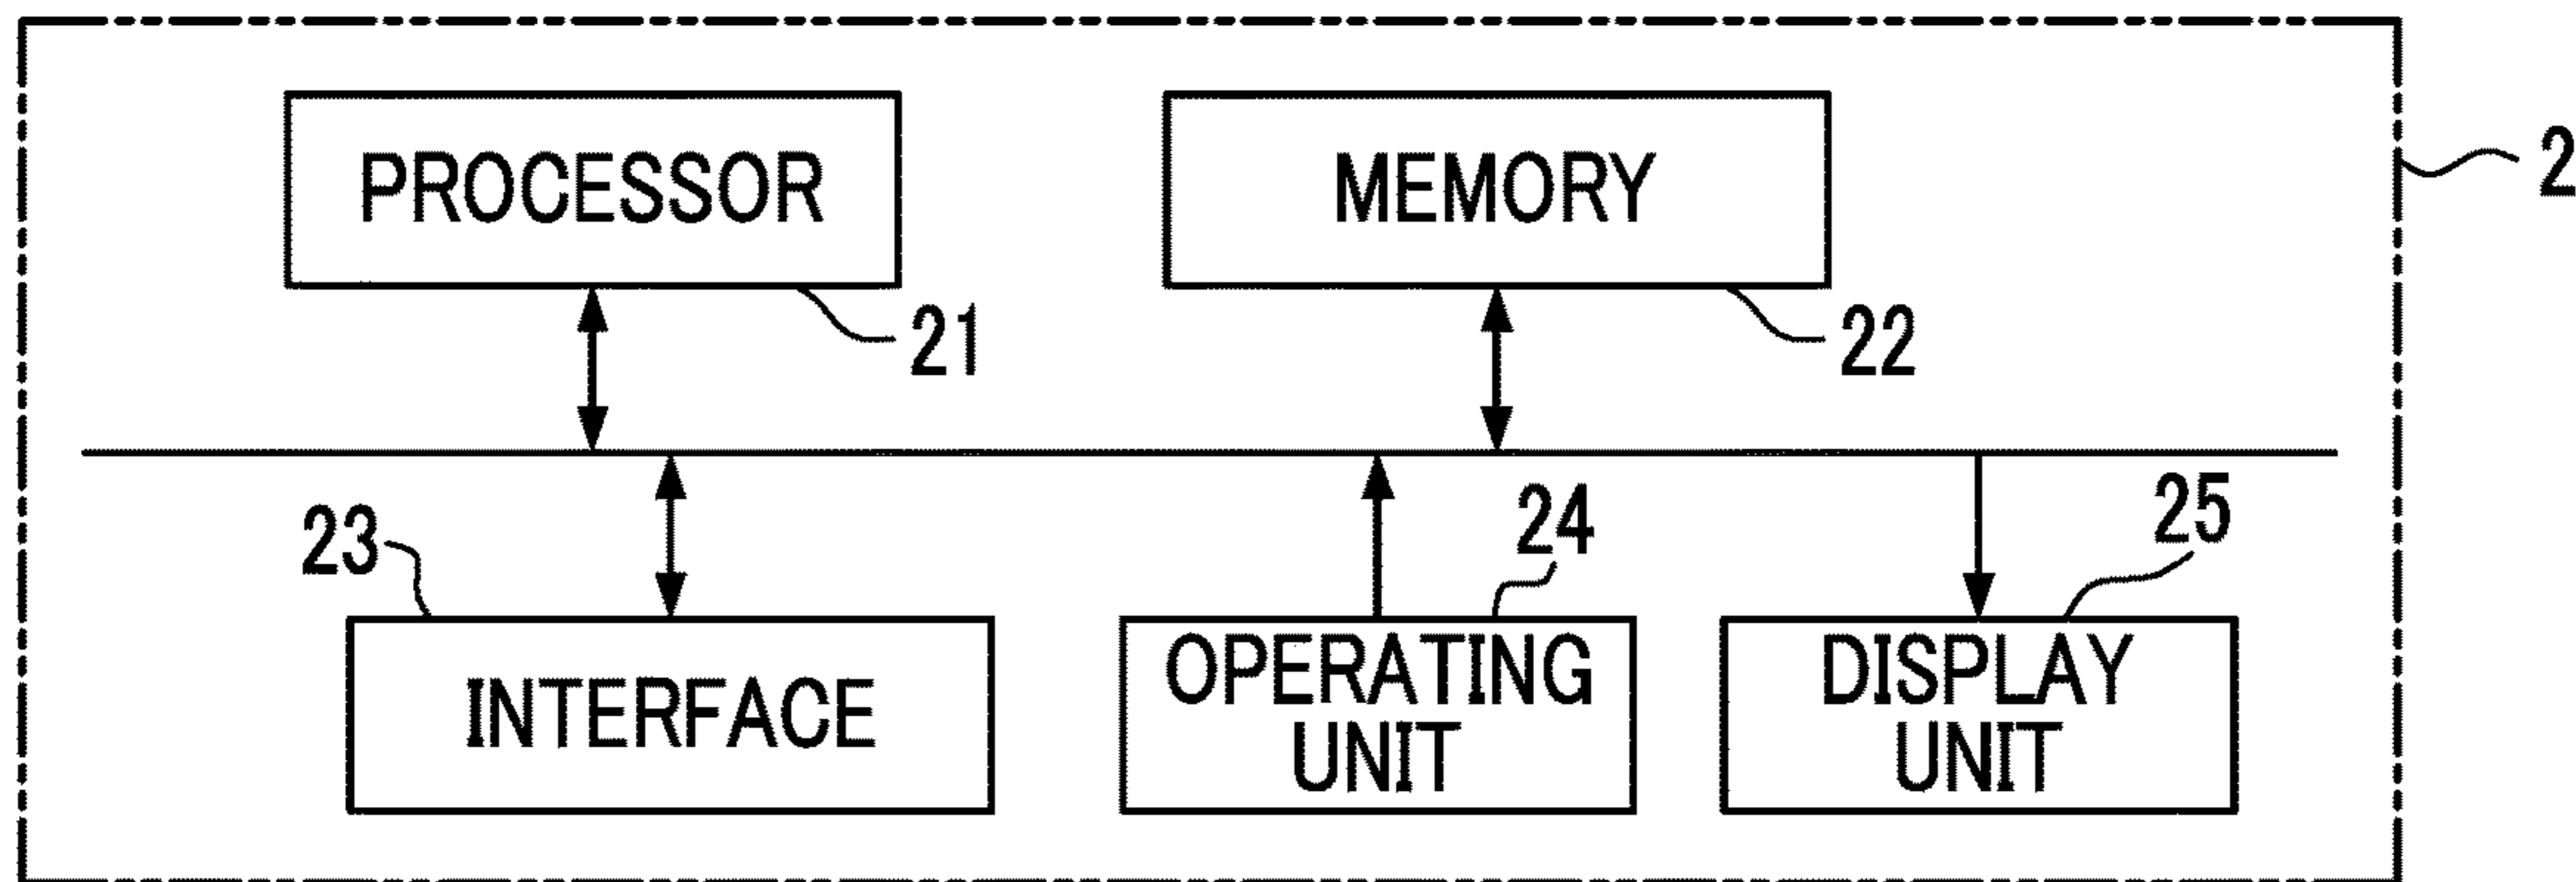 PROCESSOR
MEMORY
2
21
22
23
24
25
INTERFACE
OPERATING
UNIT
DISPLAY
UNIT